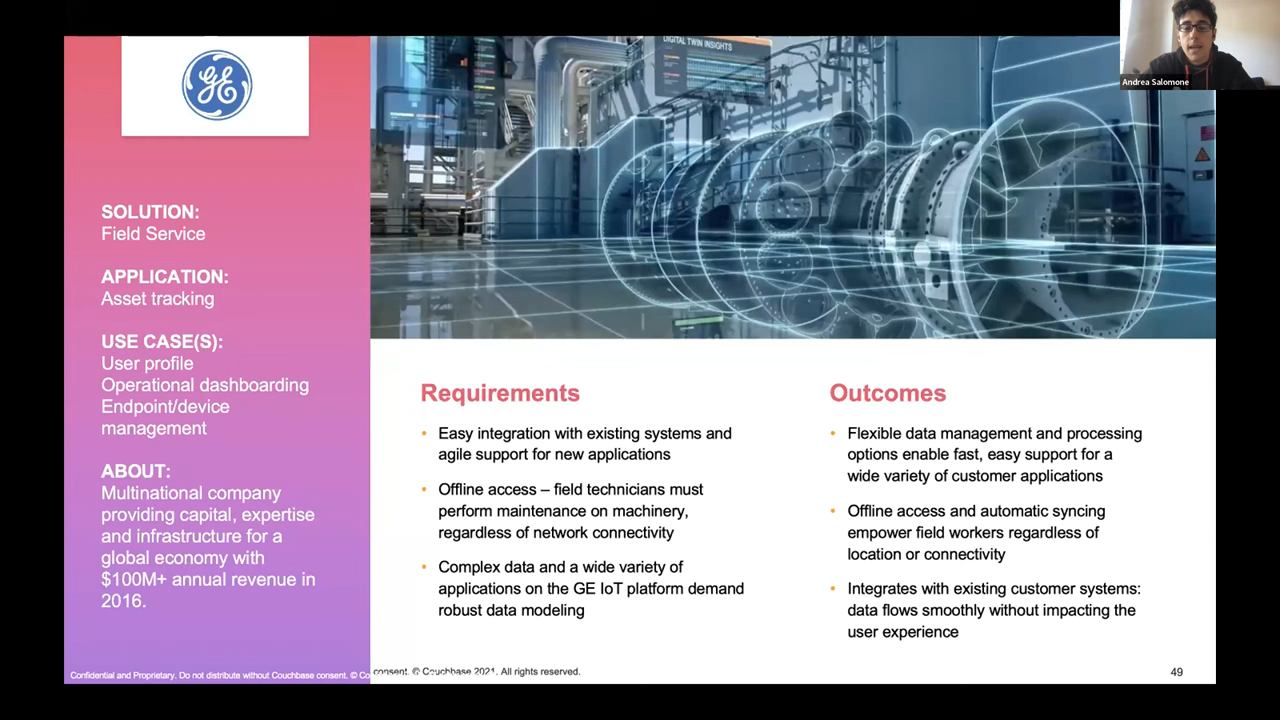 GE
DIGITAL TWIN INSIGHTS
Andrea Salomone
SOLUTION:
Field Service
APPLICATION:
Asset tracking
USE CASE(S):
User profile
Operational dashboarding
Endpoint/device
management
ABOUT:
Multinational company
providing capital, expertise
and infrastructure for a
global economy with
$100M+ annual revenue in
2016.
Requirements
• Easy integration with existing systems and
agile support for new applications
• Offline access – field technicians must
perform maintenance on machinery,
regardless of network connectivity
• Complex data and a wide variety of
applications on the GE IoT platform demand
robust data modeling
Outcomes
• Flexible data management and processing
options enable fast, easy support for a
wide variety of customer applications
• Offline access and automatic syncing
empower field workers regardless of
location or connectivity
• Integrates with existing customer systems:
data flows smoothly without impacting the
user experience
Confidential and Proprietary. Do not distribute without Couchbase consent. © Co
consent. © Couchbase 2021. All rights reserved.
49